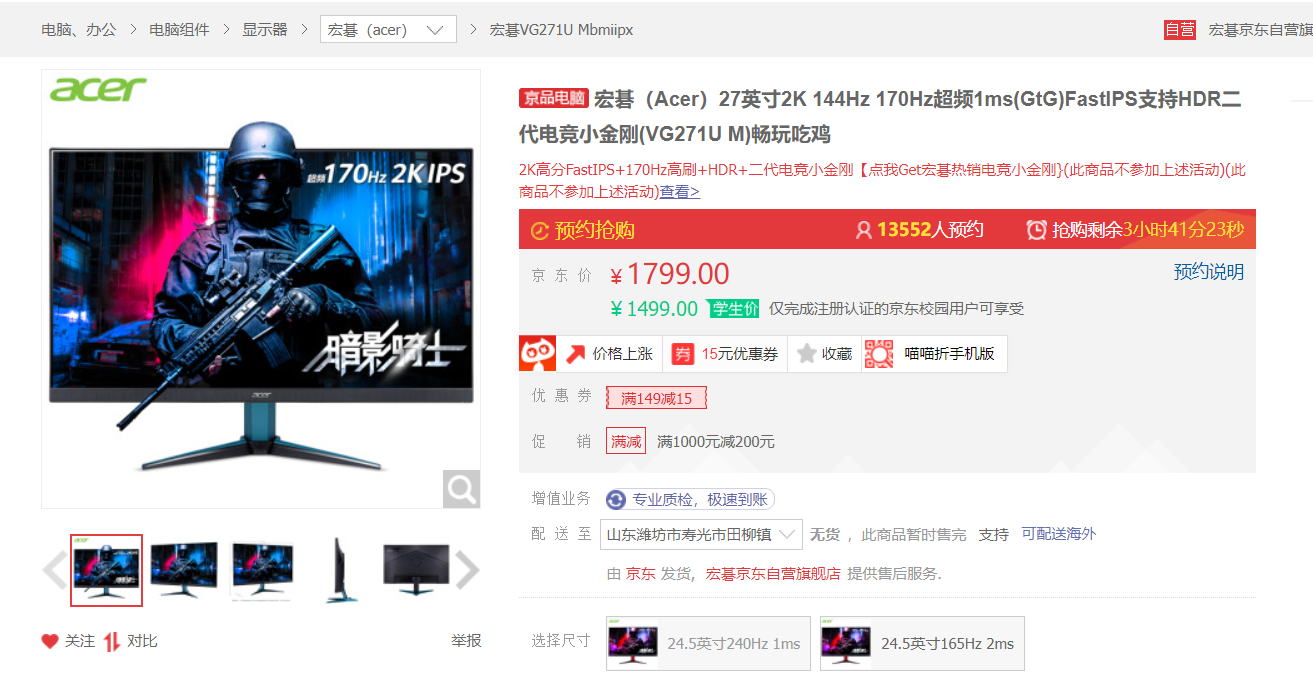 电脑、办公 > 电脑组件 > 显示器 > 宏碁（acer） > 宏碁VG271U Mbmiipx
自营 宏碁京东自营旗
acer
超频170Hz 2K IPS
暗影骑士
acer
关注 对比 举报
京品电脑 宏碁（Acer）27英寸2K 144Hz 170Hz超频1ms(GtG)FastIPS支持HDR二
代电竞小金刚(VG271U M)畅玩吃鸡
2K高分FastIPS+170Hz高刷+HDR+二代电竞小金刚【点我Get宏碁热销电竞小金刚}(此商品不参加上述活动)(此
商品不参加上述活动)查看>
预约抢购 13552人预约 抢购剩余3小时41分23秒
京东价 ￥1799.00 预约说明
￥1499.00 学生价 仅完成注册认证的京东校园用户可享受
价格上涨 券 15元优惠券 收藏 喵喵折手机版
优惠券 满149减15
促销 满减 满1000元减200元
增值业务 专业质检，极速到账
配送至 山东潍坊市寿光市田柳镇 无货 ，此商品暂时售完 支持 可配送海外
由 京东 发货，宏碁京东自营旗舰店 提供售后服务.
选择尺寸 24.5英寸240Hz 1ms 24.5英寸165Hz 2ms